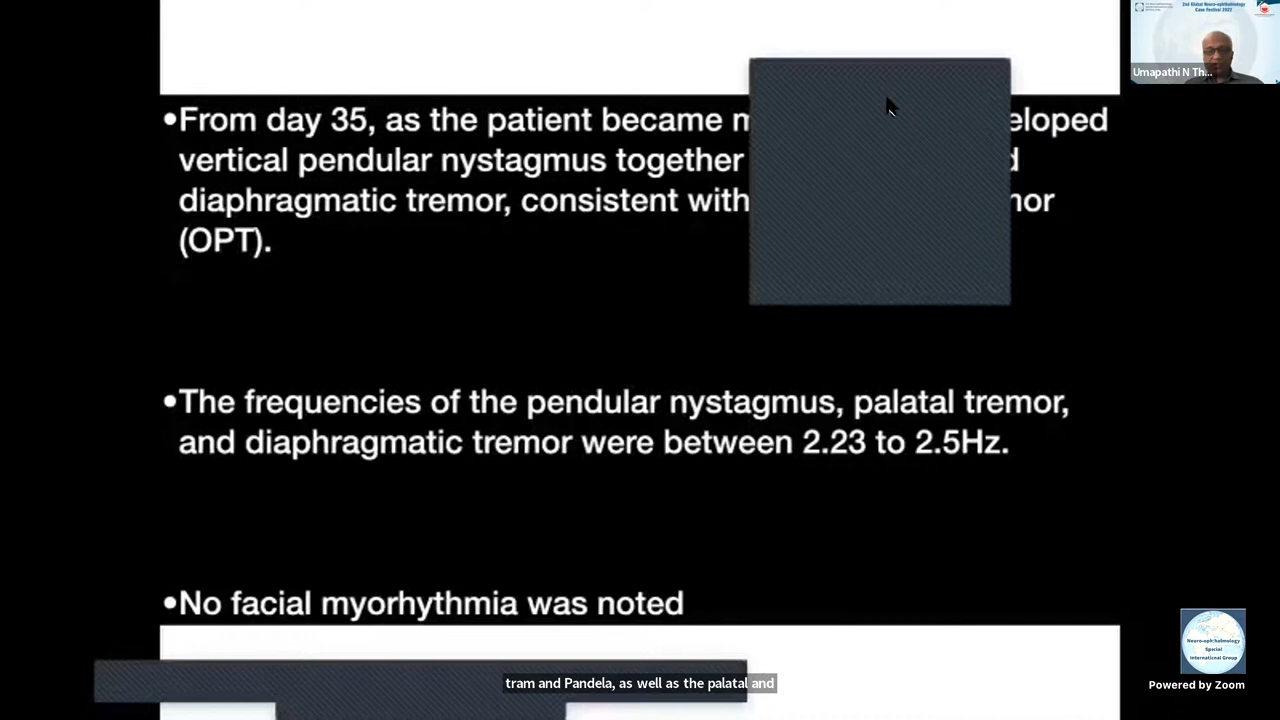 2nd Global Neuro-ophthalmology
Case Festival 2022
Umapathi N Th...
•From day 35, as the patient became eloped
vertical pendular nystagmus together
diaphragmatic tremor, consistent with
(OPT).
•The frequencies of the pendular nystagmus, palatal tremor,
and diaphragmatic tremor were between 2.23 to 2.5Hz.
•No facial myorhythmia was noted
Neuro-ophthalmology
Special
International Group
tram and Pandela, as well as the palatal and
Powered by Zoom